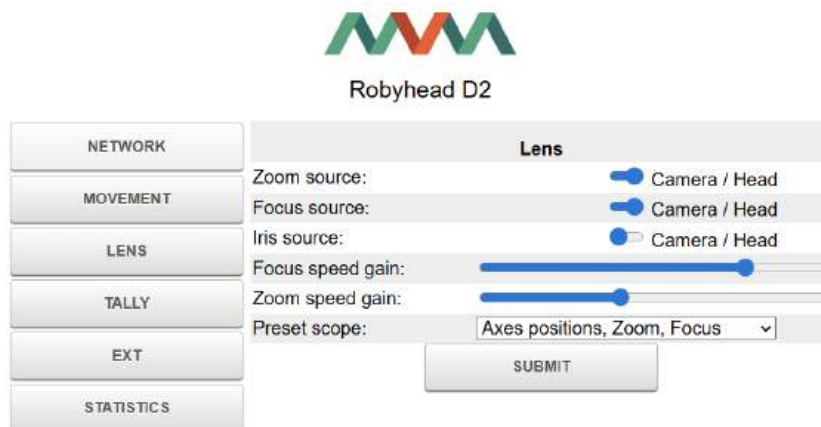 Robyhead D2
NETWORK
MOVEMENT
LENS
TALLY
EXT
STATISTICS
Lens
Zoom source: Camera / Head
Focus source: Camera / Head
Iris source: Camera / Head
Focus speed gain:
Zoom speed gain:
Preset scope: Axes positions, Zoom, Focus
SUBMIT